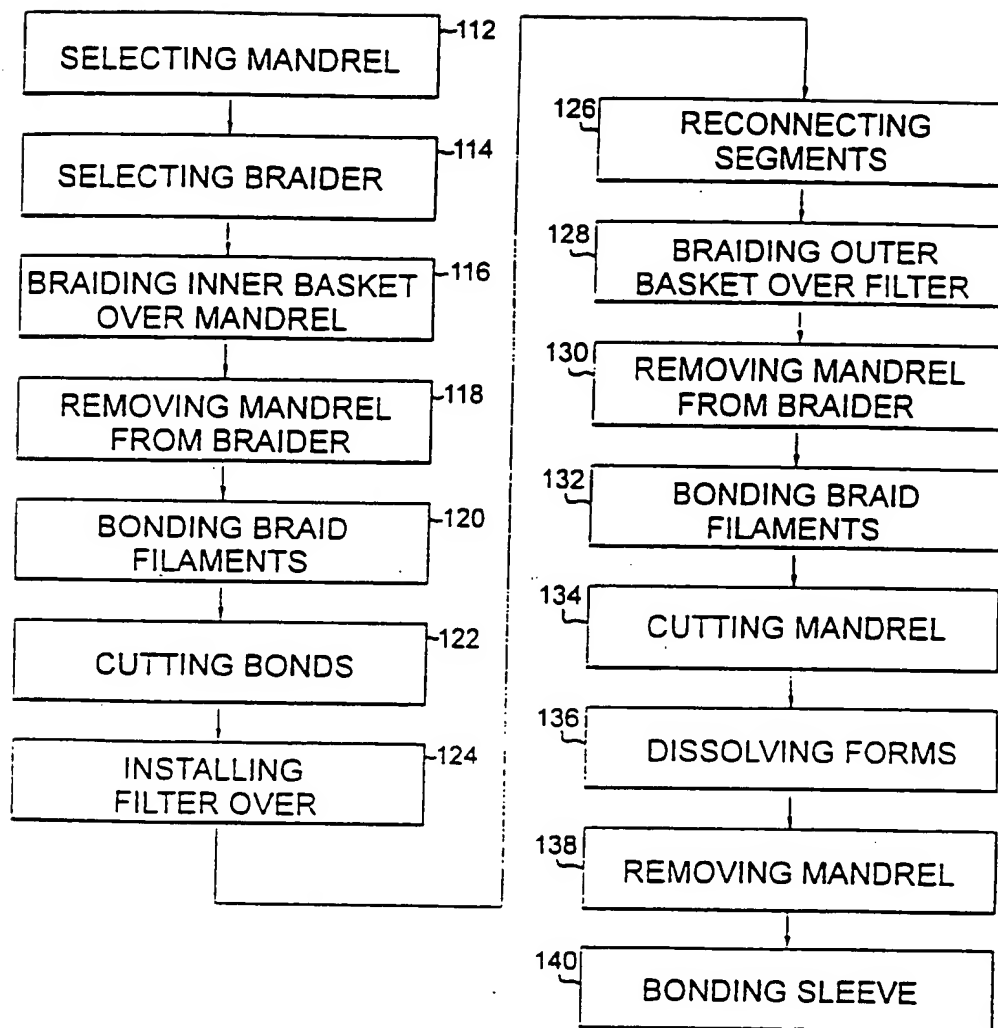 112
SELECTING MANDREL
114
SELECTING BRAIDER
116
BRAIDING INNER BASKET
OVER MANDREL
118
REMOVING MANDREL
FROM BRAIDER
120
BONDING BRAID
FILAMENTS
122
CUTTING BONDS
124
INSTALLING
FILTER OVER
126
RECONNECTING
SEGMENTS
128
BRAIDING OUTER
BASKET OVER FILTER
130
REMOVING MANDREL
FROM BRAIDER
132
BONDING BRAID
FILAMENTS
134
CUTTING MANDREL
136
DISSOLVING FORMS
138
REMOVING MANDREL
140
BONDING SLEEVE